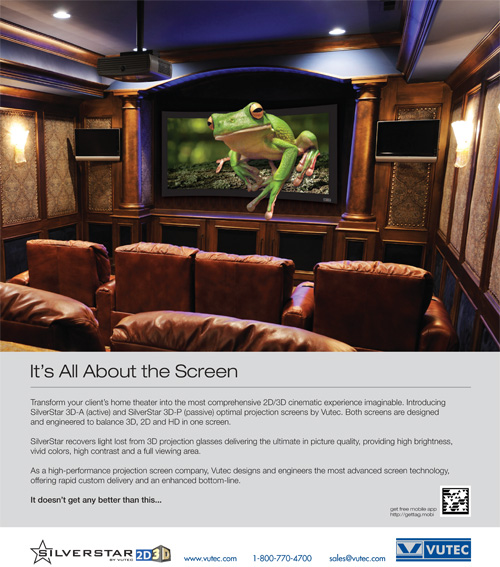 It's All About the Screen
Transform your client's home theater into the most comprehensive 2D/3D cinematic experience imaginable. Introducing
SilverStar 3D-A (active) and SilverStar 3D-P (passive) optimal projection screens by Vutec. Both screens are designed
and engineered to balance 3D, 2D and HD in one screen.
SilverStar recovers light lost from 3D projection glasses delivering the ultimate in picture quality, providing high brightness,
vivid colors, high contrast and a full viewing area.
As a high-performance projection screen company, Vutec designs and engineers the most advanced screen technology,
offering rapid custom delivery and an enhanced bottom-line.
It doesn't get any better than this...
get free mobile app
http://gettag.mobi
SILVERSTAR 2D3D
BY VUTEC
www.vutec.com 1-800-770-4700 sales@vutec.com
VUTEC